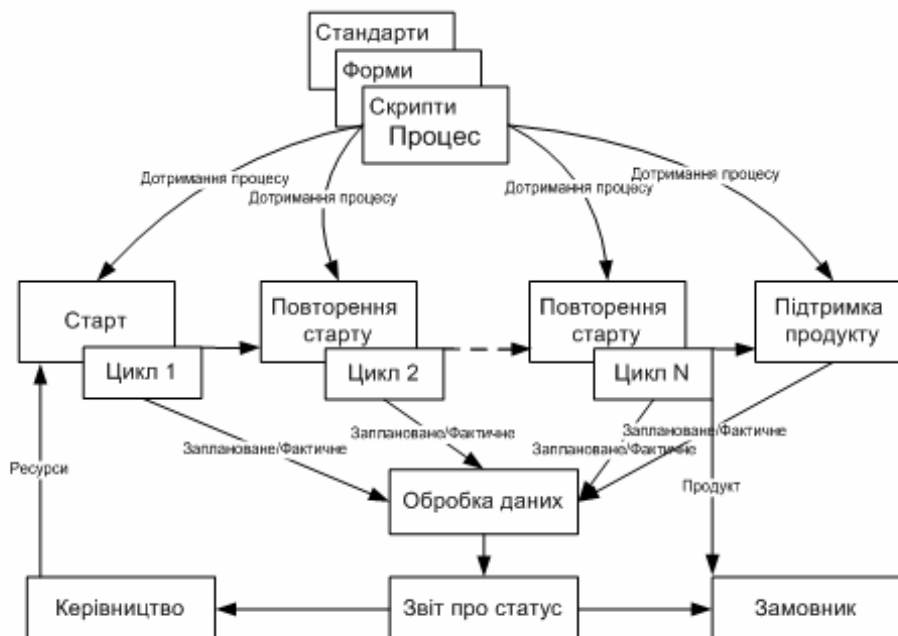 Стандарти
Форми
Скрипти
Процес
Дотримання процесу
Дотримання процесу
Дотримання процесу
Дотримання процесу
Старт
Цикл 1
Повторення
старту
Цикл 2
Повторення
старту
Цикл N
Підтримка
продукту
Заплановане/Фактичне
Заплановане/Фактичне
Заплановане/Фактичне
Заплановане/Фактичне
Ресурси
Обробка даних
Продукт
Керівництво
Звіт про статус
Замовник